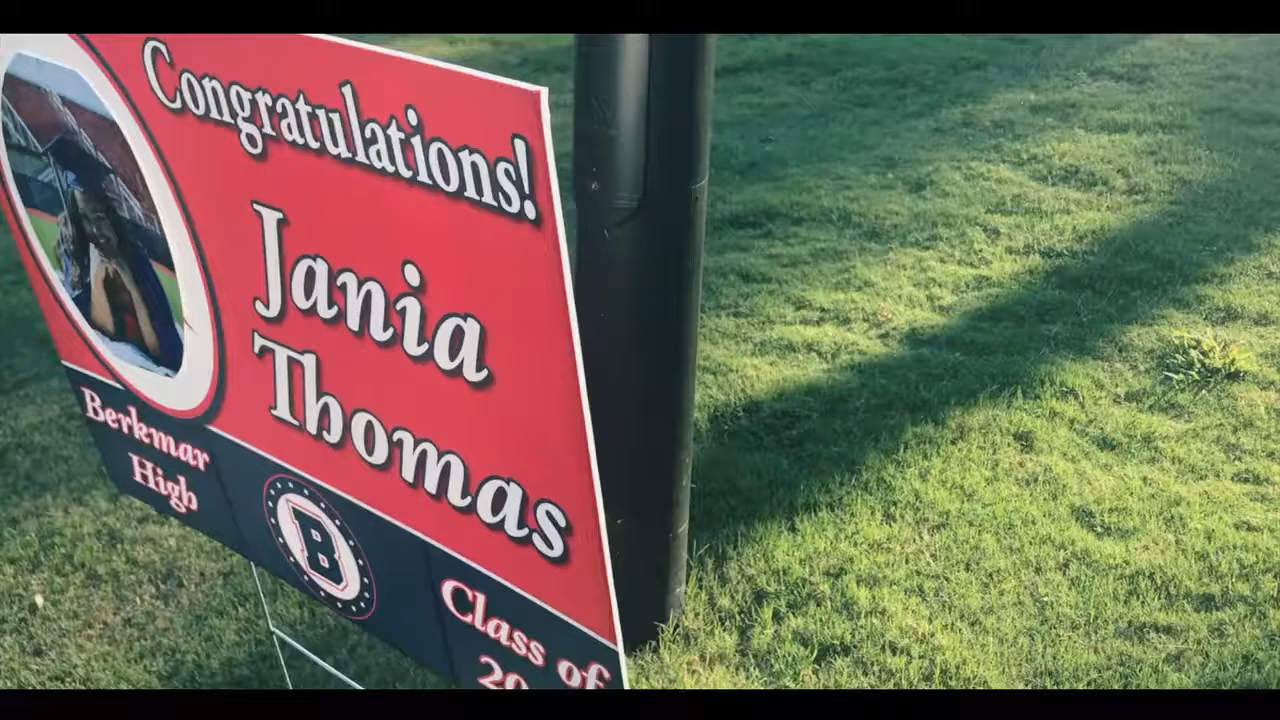 Congratulations!
Jania
Thomas
Berkmar
High
B
Class of
20